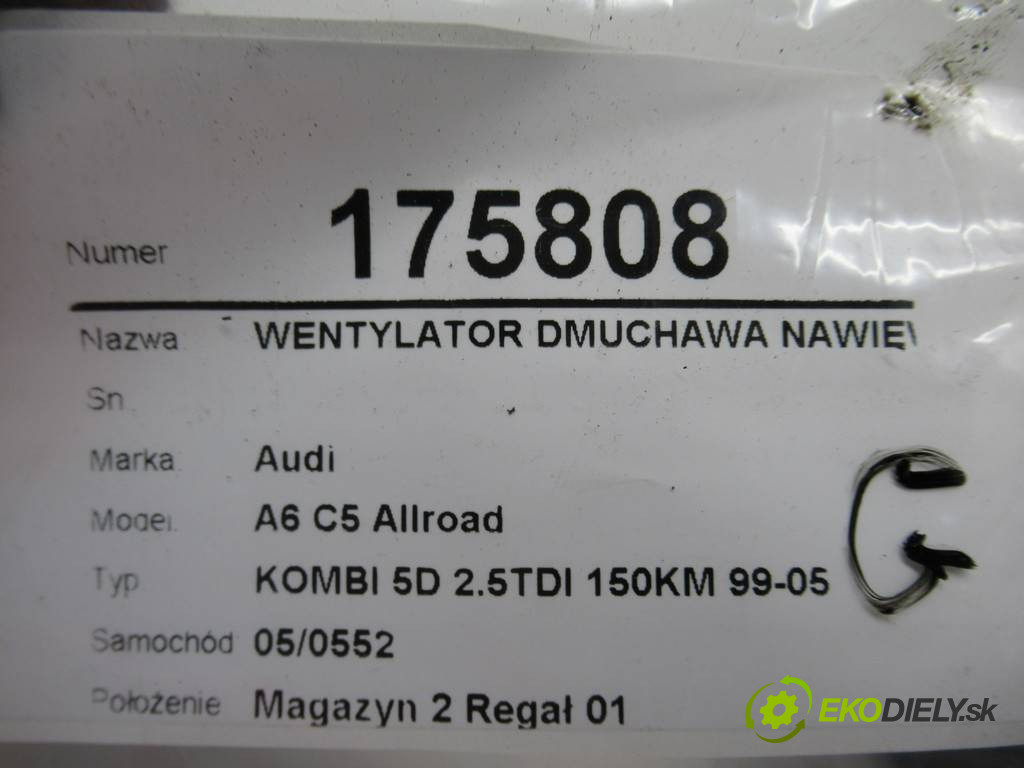 Numer 175808
Nazwa WENTYLATOR DMUCHAWA
Sn.
Marka: Audi
Model: A6 C5 Allroad
Typ KOMBI 5D 2.5TDI 150KM 99-05
Samochód 05/0552
Położenie Magazyn 2 Regał 01
G
EKODIELY.sk